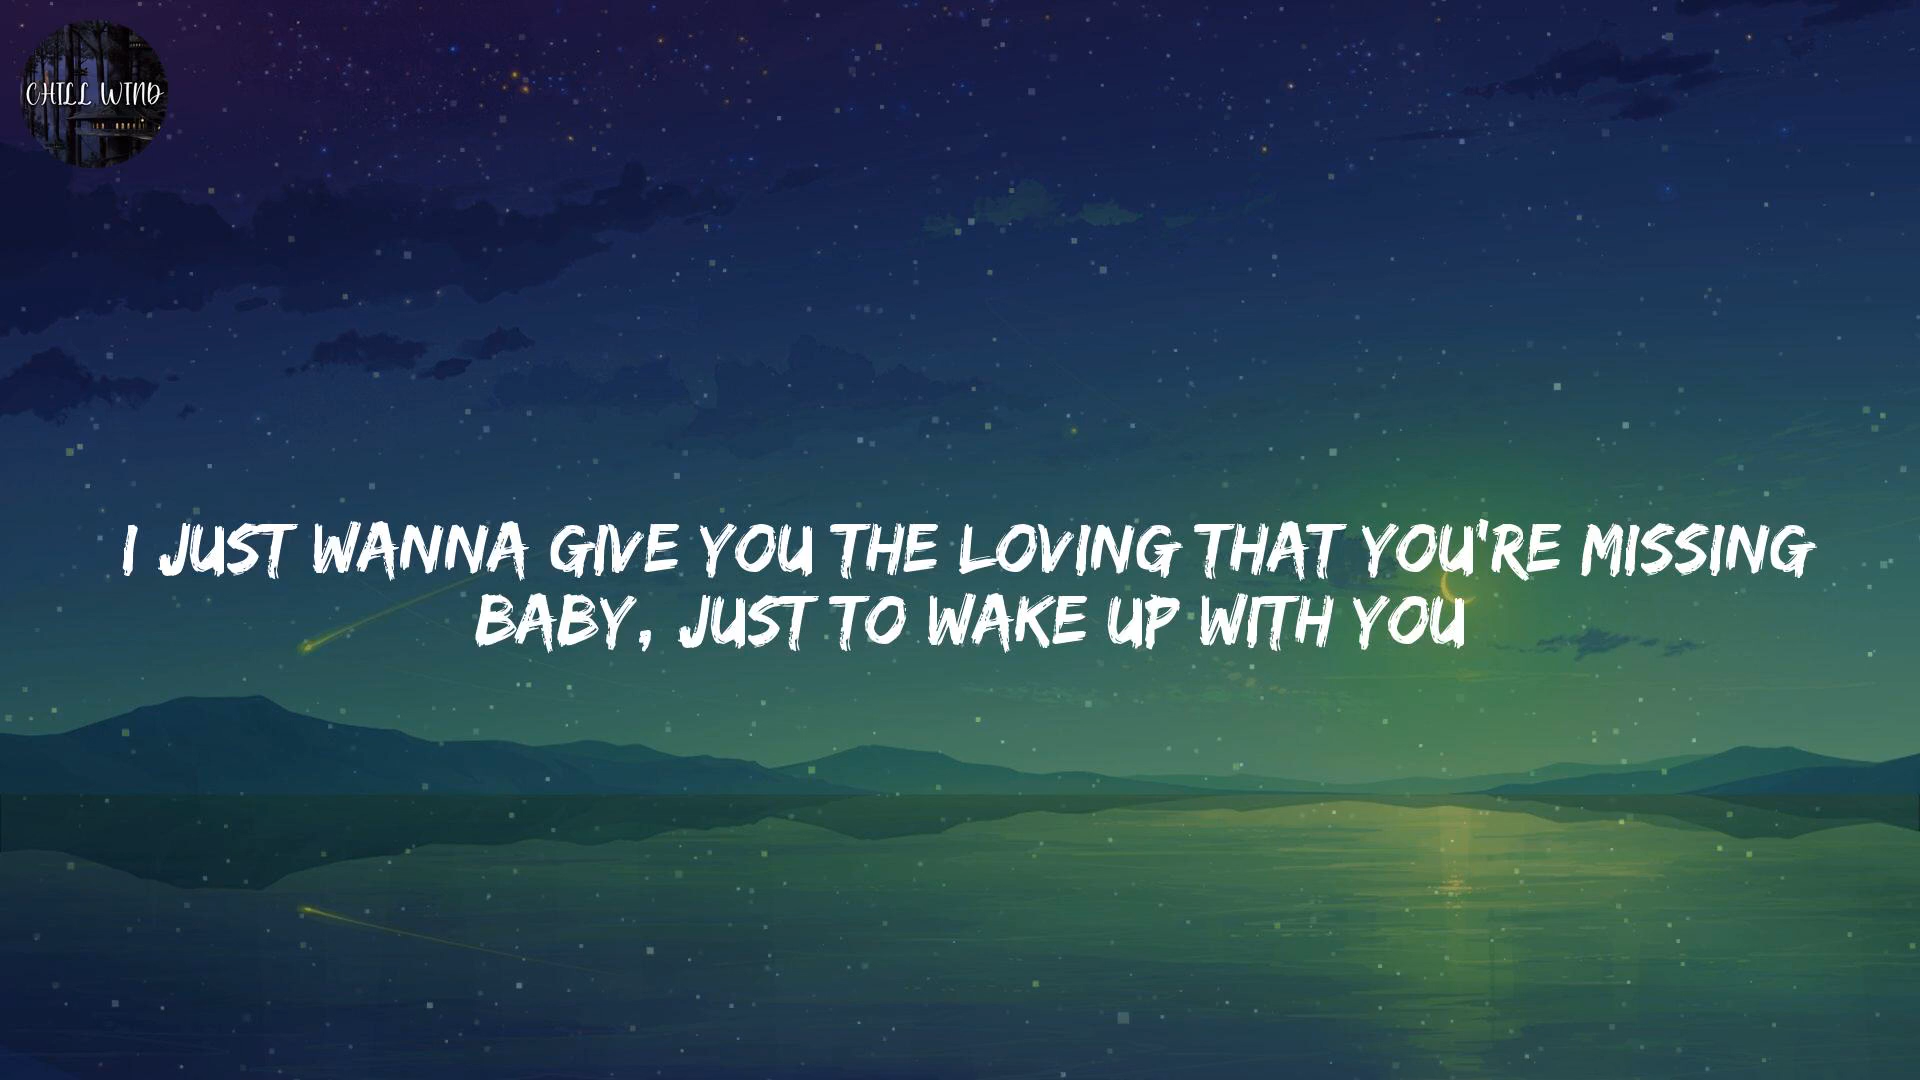 CHILL WIND
I JUST WANNA GIVE YOU THE LOVING THAT YOU'RE MISSING
BABY, JUST TO WAKE UP WITH YOU